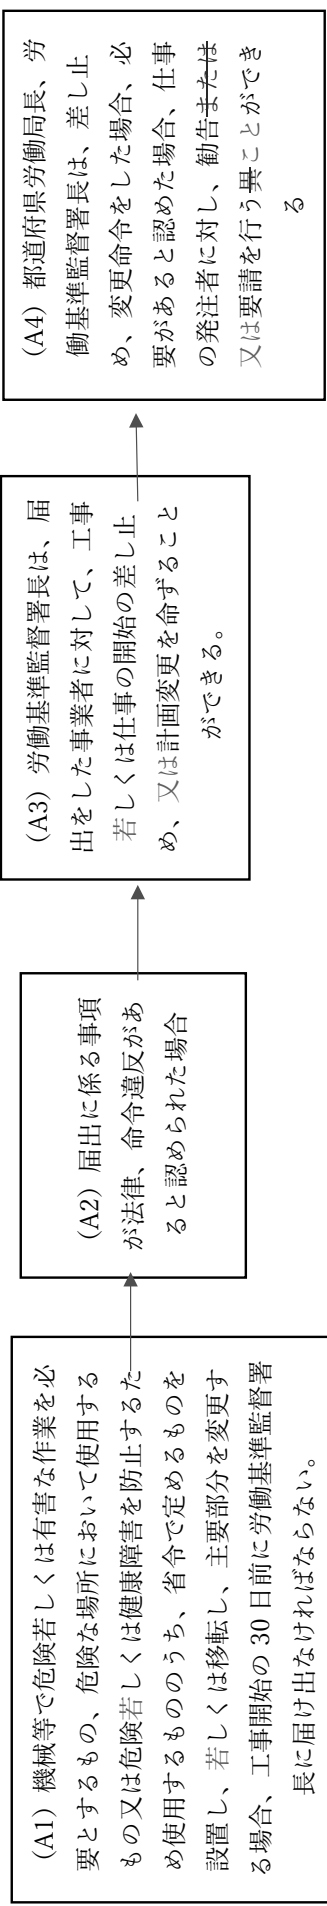 (A1) 機械等で危険若しくは有害な作業を必
要とするもの、危険な場所において使用する
もの又は危険若しくは健康障害を防止するた
め使用するもののうち、省令で定めるものを
設置し、若しくは移転し、主要部分を変更す
る場合、工事開始の 30 日前に労働基準監督署
長に届け出なければならない。
(A2) 届出に係る事項
が法律、命令違反があ
ると認められた場合
(A3) 労働基準監督署長は、届
出をした事業者に対して、工事
若しくは仕事の開始の差し止
め、又は計画変更を命ずること
ができる。
(A4) 都道府県労働局長、労
働基準監督署長は、差し止
め、変更命令をした場合、必
要があると認めた場合、仕事
の発注者に対し、勧告または
又は要請を行う異ことができ
る